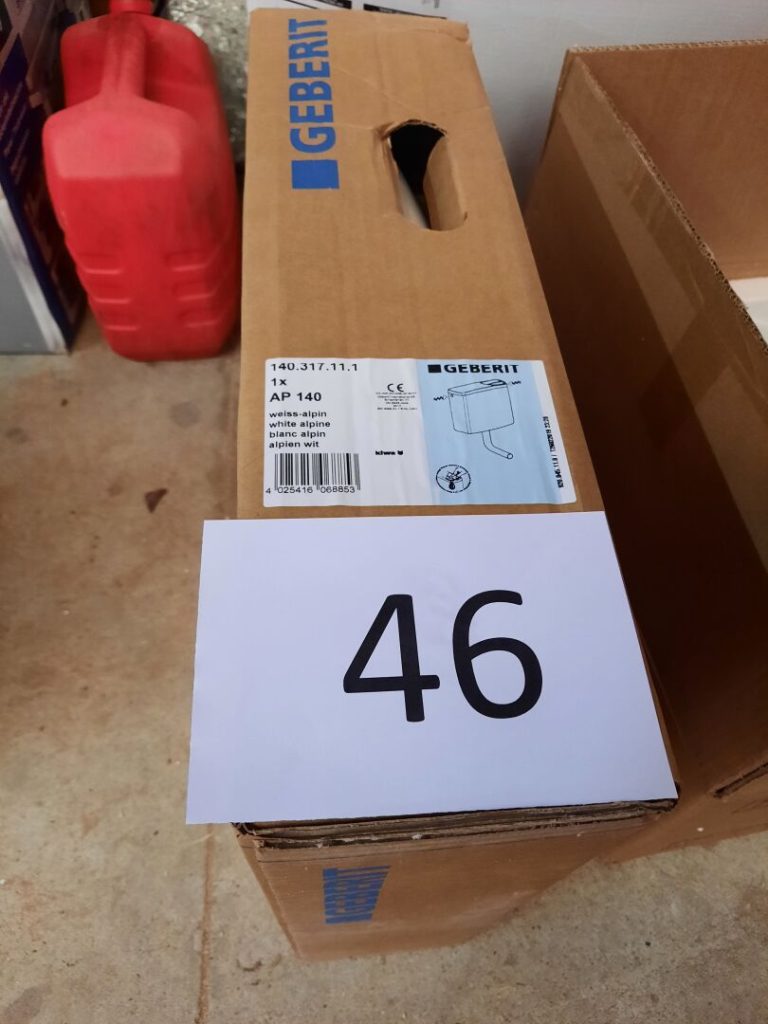 GEBERIT
140.317.11.1
1x
AP 140
weiss-alpin
white alpine
blanc alpin
alpien wit
4 025416 068853
CE
kiwa
GEBERIT
46
GEBERIT